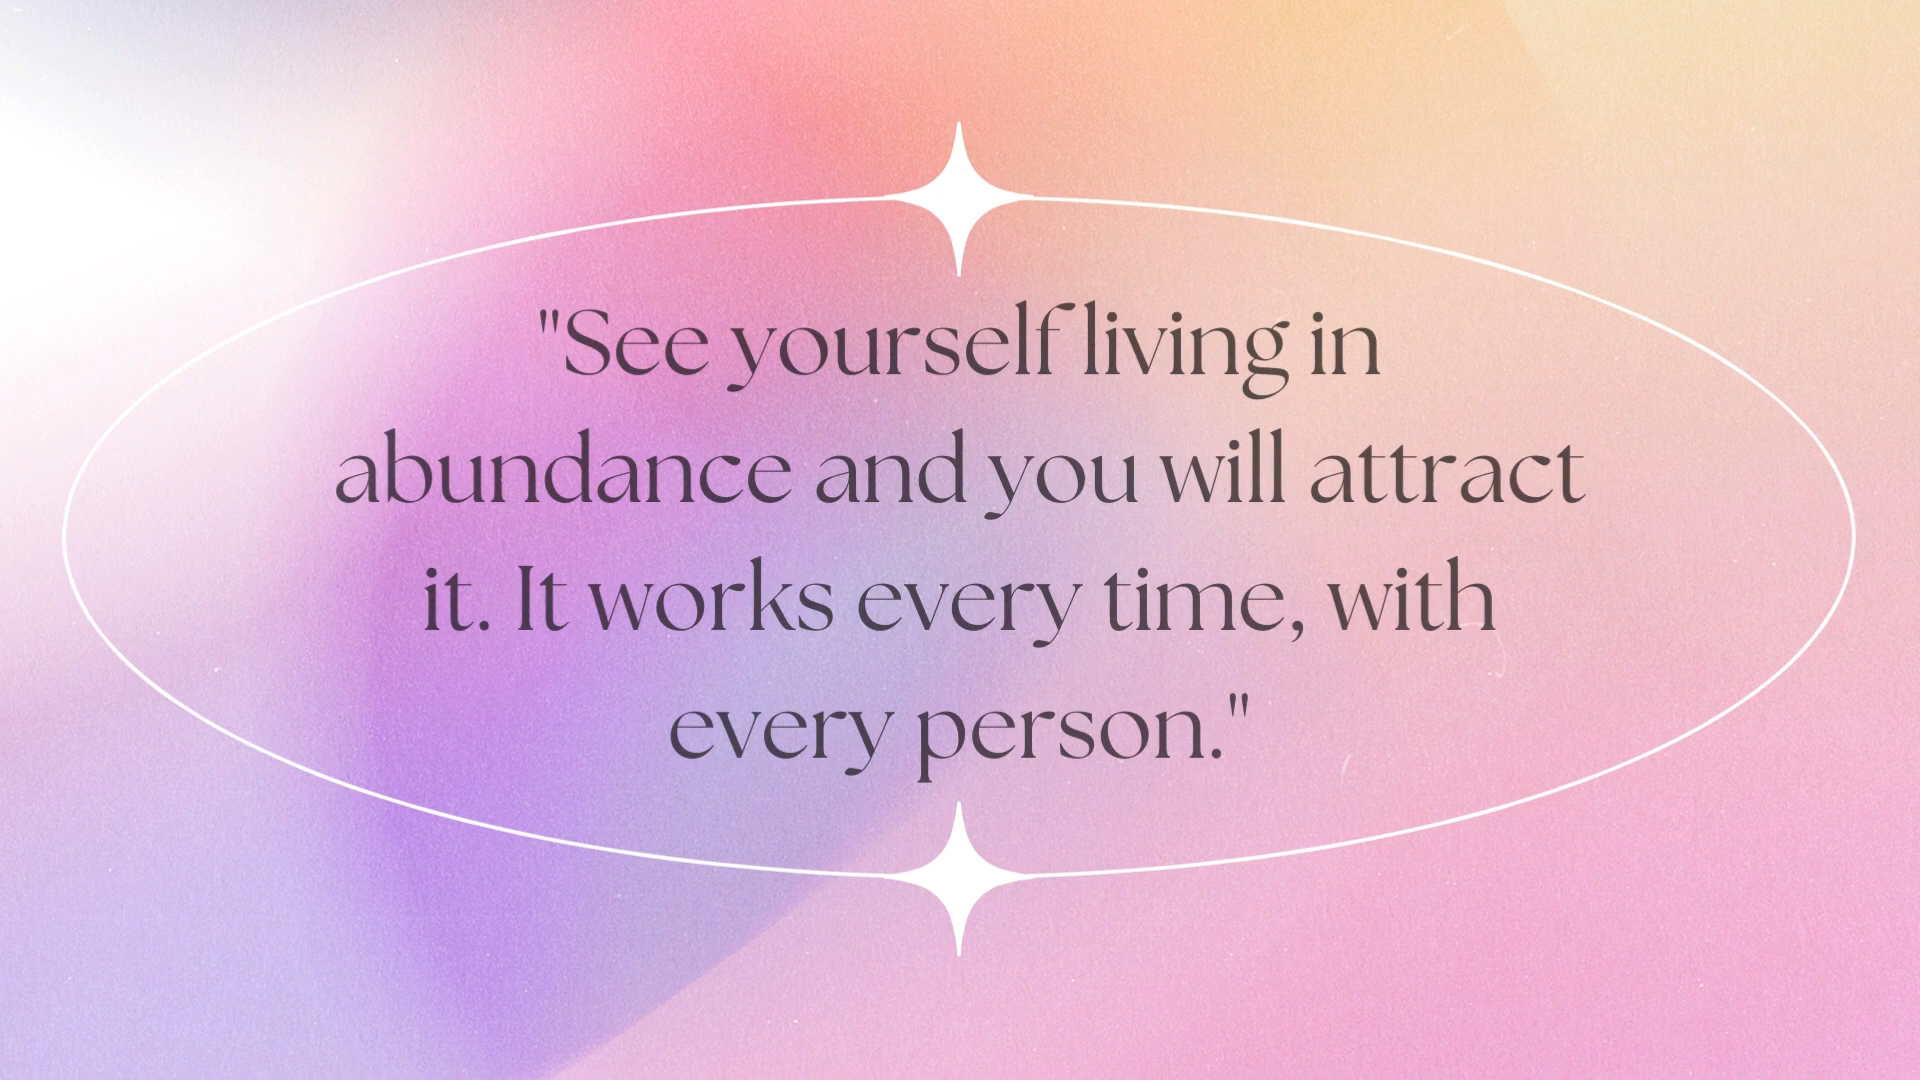 "See yourself living in
abundance and you will attract
it. It works every time, with
every person."